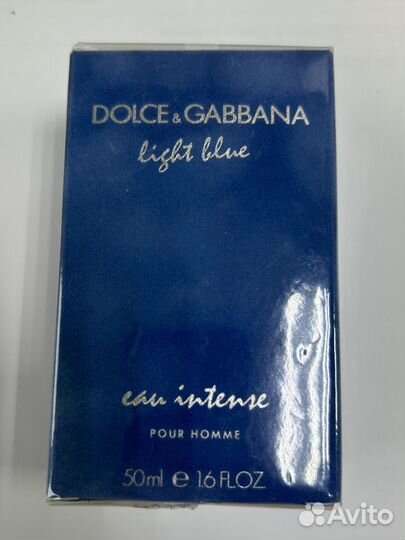 DOLCE & GABBANA
light blue
eau intense
POUR HOMME
50ml e 1.6 FL.OZ.
Avito